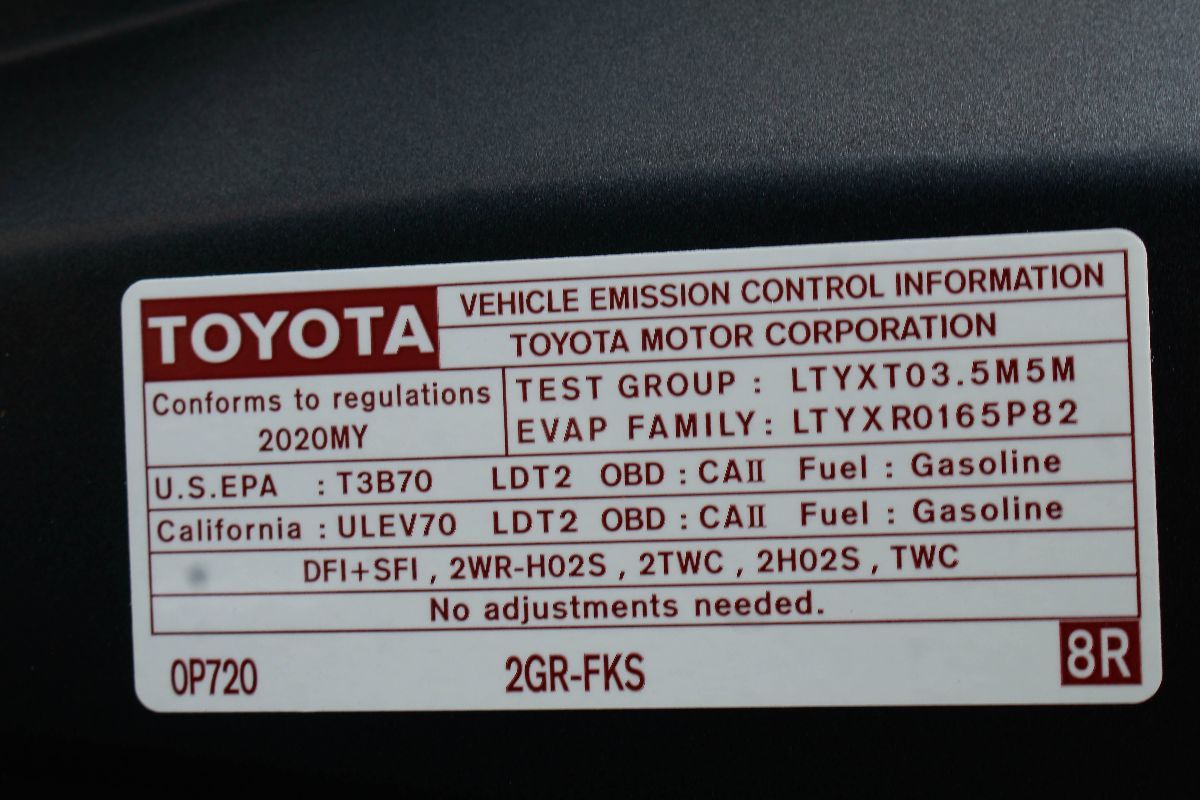 TOYOTA
VEHICLE EMISSION CONTROL INFORMATION
TOYOTA MOTOR CORPORATION
Conforms to regulations
2020MY
TEST GROUP : LTYXT03.5M5M
EVAP FAMILY: LTYXR0165P82
U.S.EPA : T3B70 LDT2 OBD : CAII Fuel : Gasoline
California : ULEV70 LDT2 OBD : CAII Fuel : Gasoline
DFI+SFI , 2WR-HO2S , 2TWC , 2HO2S , TWC
No adjustments needed.
0P720 2GR-FKS 8R